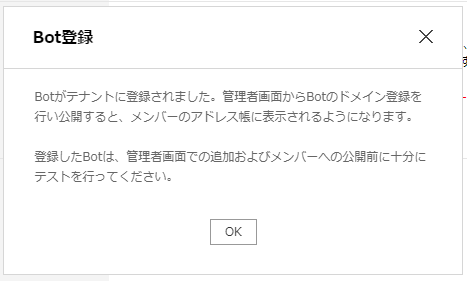 Bot登録
Botがテナントに登録されました。管理者画面からBotのドメイン登録を
行い公開すると、メンバーのアドレス帳に表示されるようになります。
登録したBotは、管理者画面での追加およびメンバーへの公開前に十分に
テストを行ってください。
OK